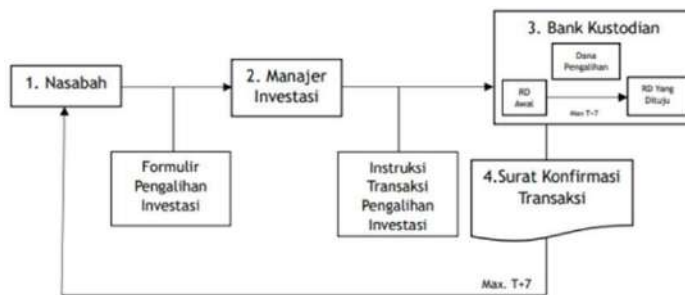 3. Bank Kustodian
Dana
Pengalihan
1. Nasabah
2. Manajer
Investasi
RD
Awal
RD Yang
Dituju
Max T+7
Formulir
Pengalihan
Investasi
Instruksi
Transaksi
Pengalihan
Investasi
4.Surat Konfirmasi
Transaksi
Max. T+7